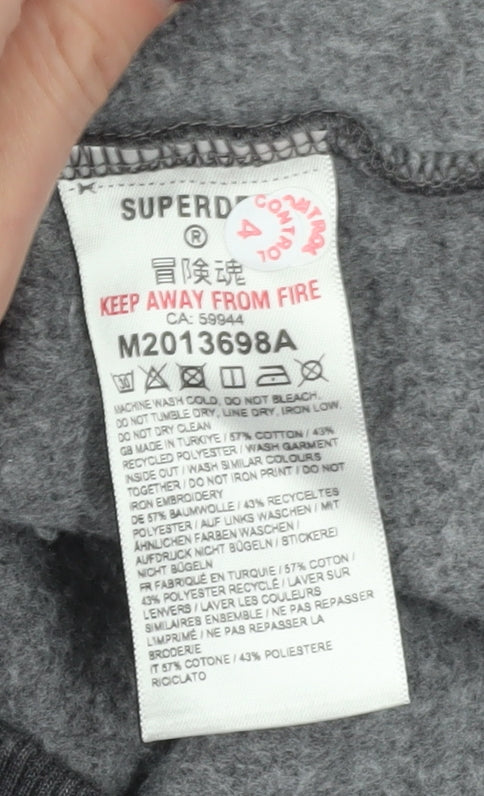 SUPERD
CONTROL
4
CONTROL
®
冒険魂
KEEP AWAY FROM FIRE
CA: 59944
M2013698A
30
MACHINE WASH COLD, DO NOT BLEACH,
DO NOT TUMBLE DRY, LINE DRY, IRON LOW,
DO NOT DRY CLEAN
GB MADE IN TURKIYE / 57% COTTON / 43%
RECYCLED POLYESTER / WASH GARMENT
INSIDE OUT / WASH SIMILAR COLOURS
TOGETHER / DO NOT IRON PRINT / DO NOT
IRON EMBROIDERY
DE 57% BAUMWOLLE / 43% RECYCELTES
POLYESTER / AUF LINKS WASCHEN / MIT
ÄHNLICHEN FARBEN WASCHEN /
AUFDRUCK NICHT BÜGELN / STICKEREI
NICHT BÜGELN
FR FABRIQUÉ EN TURQUIE / 57% COTON /
43% POLYESTER RECYCLÉ / LAVER SUR
L'ENVERS / LAVER LES COULEURS
SIMILAIRES ENSEMBLE / NE PAS REPASSER
L'IMPRIMÉ / NE PAS REPASSER LA
BRODERIE
IT 57% COTONE / 43% POLIESTERE
RICICLATO